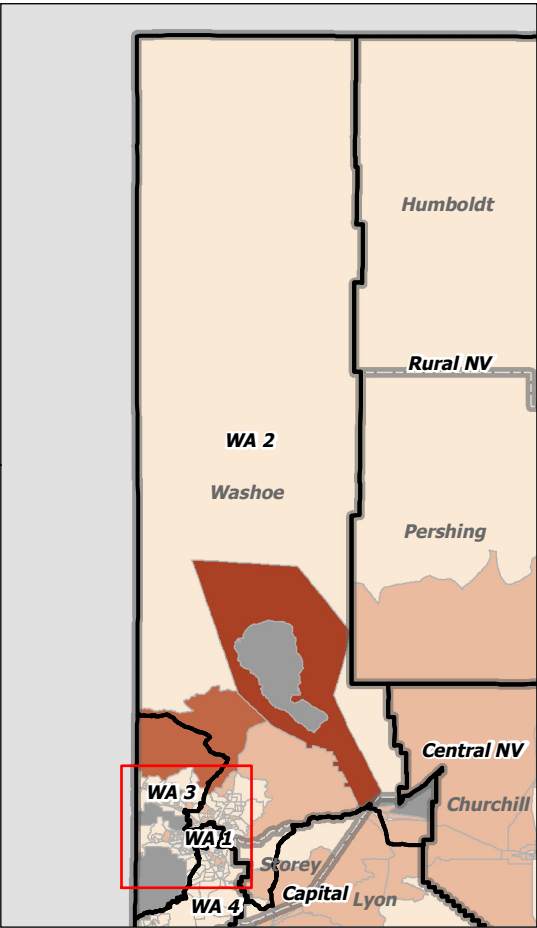 Humboldt
Rural NV
WA 2
Washoe
Pershing
Central NV
WA 3
Churchill
WA 1
Storey
Capital
Lyon
WA 4